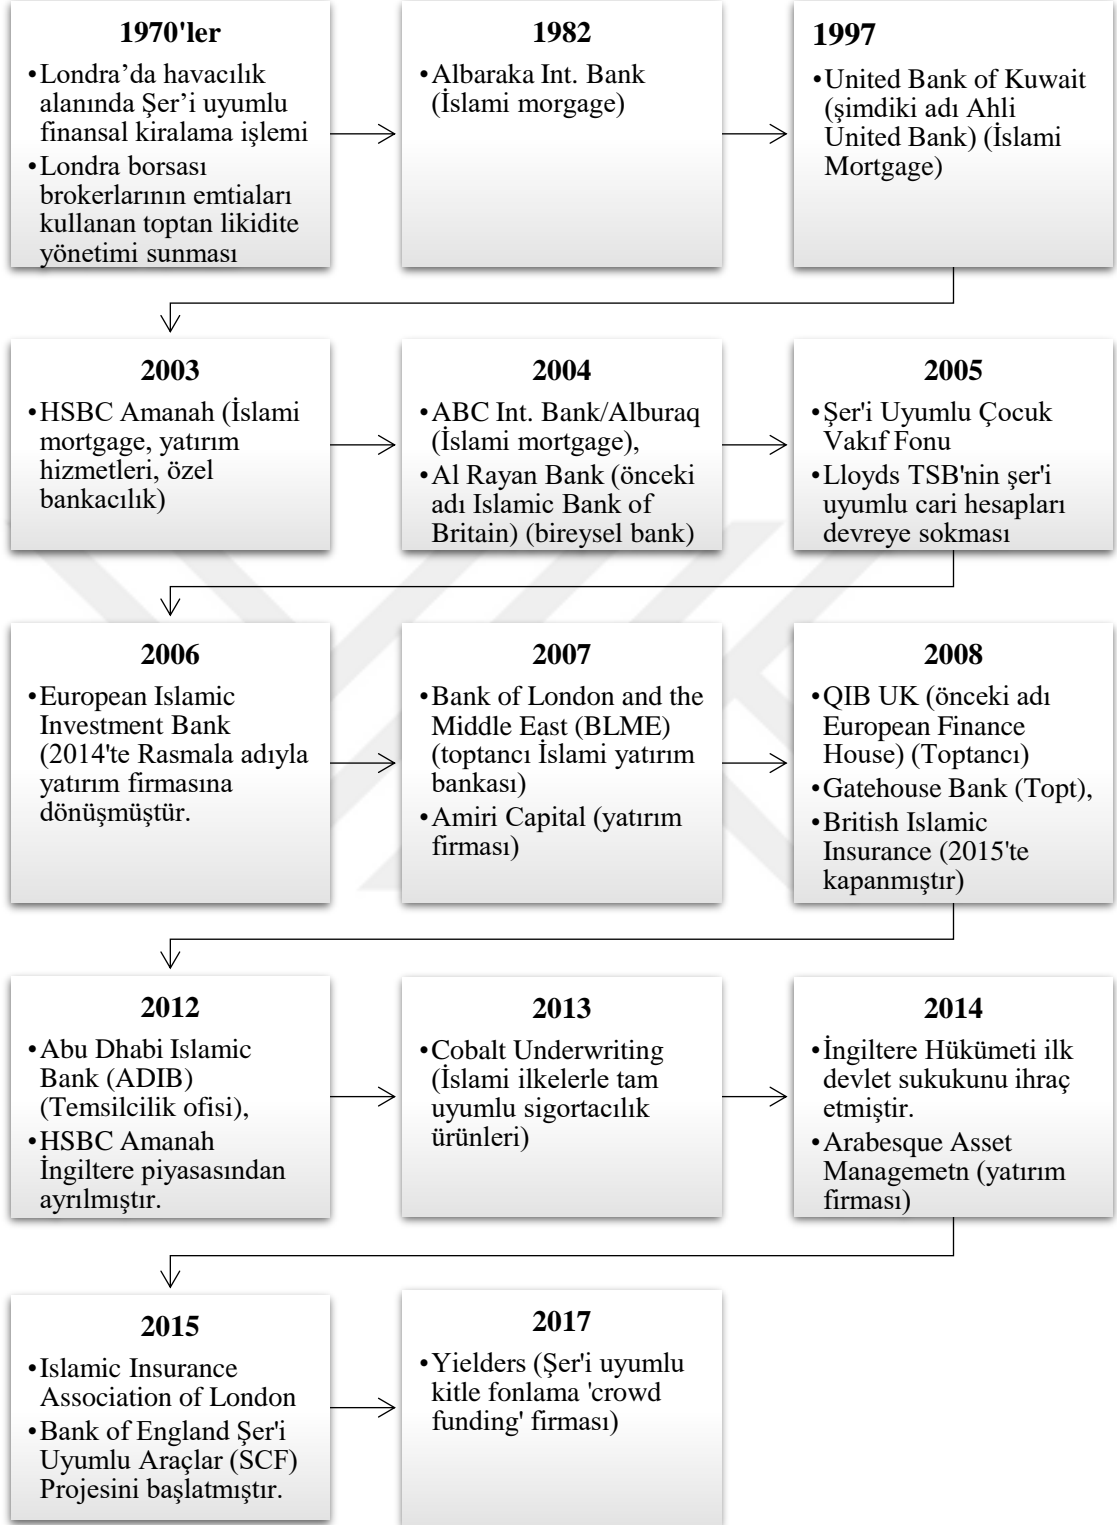 1970'ler
•Londra’da havacılık
alanında Şer’i uyumlu
finansal kiralama işlemi
•Londra borsası
brokerlarının emtiaları
kullanan toptan likidite
yönetimi sunması
1982
•Albaraka Int. Bank
(İslami morgage)
1997
•United Bank of Kuwait
(şimdiki adı Ahli
United Bank) (İslami
Mortgage)
2003
•HSBC Amanah (İslami
mortgage, yatırım
hizmetleri, özel
bankacılık)
2004
•ABC Int. Bank/Alburaq
(İslami mortgage),
•Al Rayan Bank (önceki
adı Islamic Bank of
Britain) (bireysel bank)
2005
•Şer'i Uyumlu Çocuk
Vakıf Fonu
•Lloyds TSB'nin şer'i
uyumlu cari hesapları
devreye sokması
2006
•European Islamic
Investment Bank
(2014'te Rasmala adıyla
yatırım firmasına
dönüşmüştür.
2007
•Bank of London and the
Middle East (BLME)
(toptancı İslami yatırım
bankası)
•Amiri Capital (yatırım
firması)
2008
•QIB UK (önceki adı
European Finance
House) (Toptancı)
•Gatehouse Bank (Topt),
•British Islamic
Insurance (2015'te
kapanmıştır)
2012
•Abu Dhabi Islamic
Bank (ADIB)
(Temsilcilik ofisi),
•HSBC Amanah
İngiltere piyasasından
ayrılmıştır.
2013
•Cobalt Underwriting
(İslami ilkelerle tam
uyumlu sigortacılık
ürünleri)
2014
•İngiltere Hükümeti ilk
devlet sukukunu ihraç
etmiştir.
•Arabesque Asset
Managemetn (yatırım
firması)
2015
•Islamic Insurance
Association of London
•Bank of England Şer'i
Uyumlu Araçlar (SCF)
Projesini başlatmıştır.
2017
•Yielders (Şer'i uyumlu
kitle fonlama 'crowd
funding' firması)